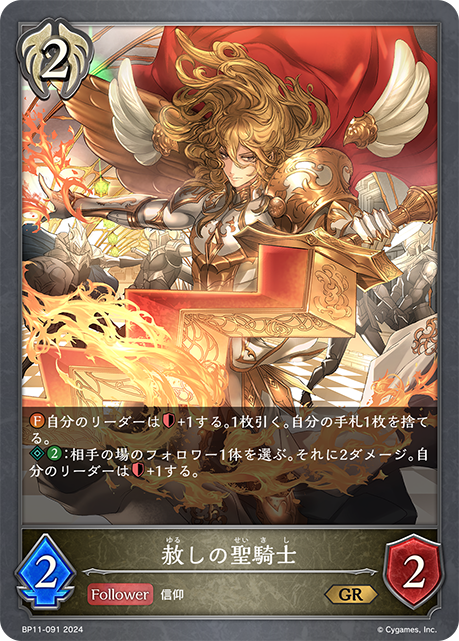 2
F 自分のリーダーは+1する。1枚引く。自分の手札1枚を捨て
る。
2:相手の場のフォロワー1体を選ぶ。それに2ダメージ。自
分のリーダーは+1する。
ゆる せいきし
赦しの聖騎士
2
Follower 信仰
GR
2
BP11-091 2024
© Cygames, Inc.